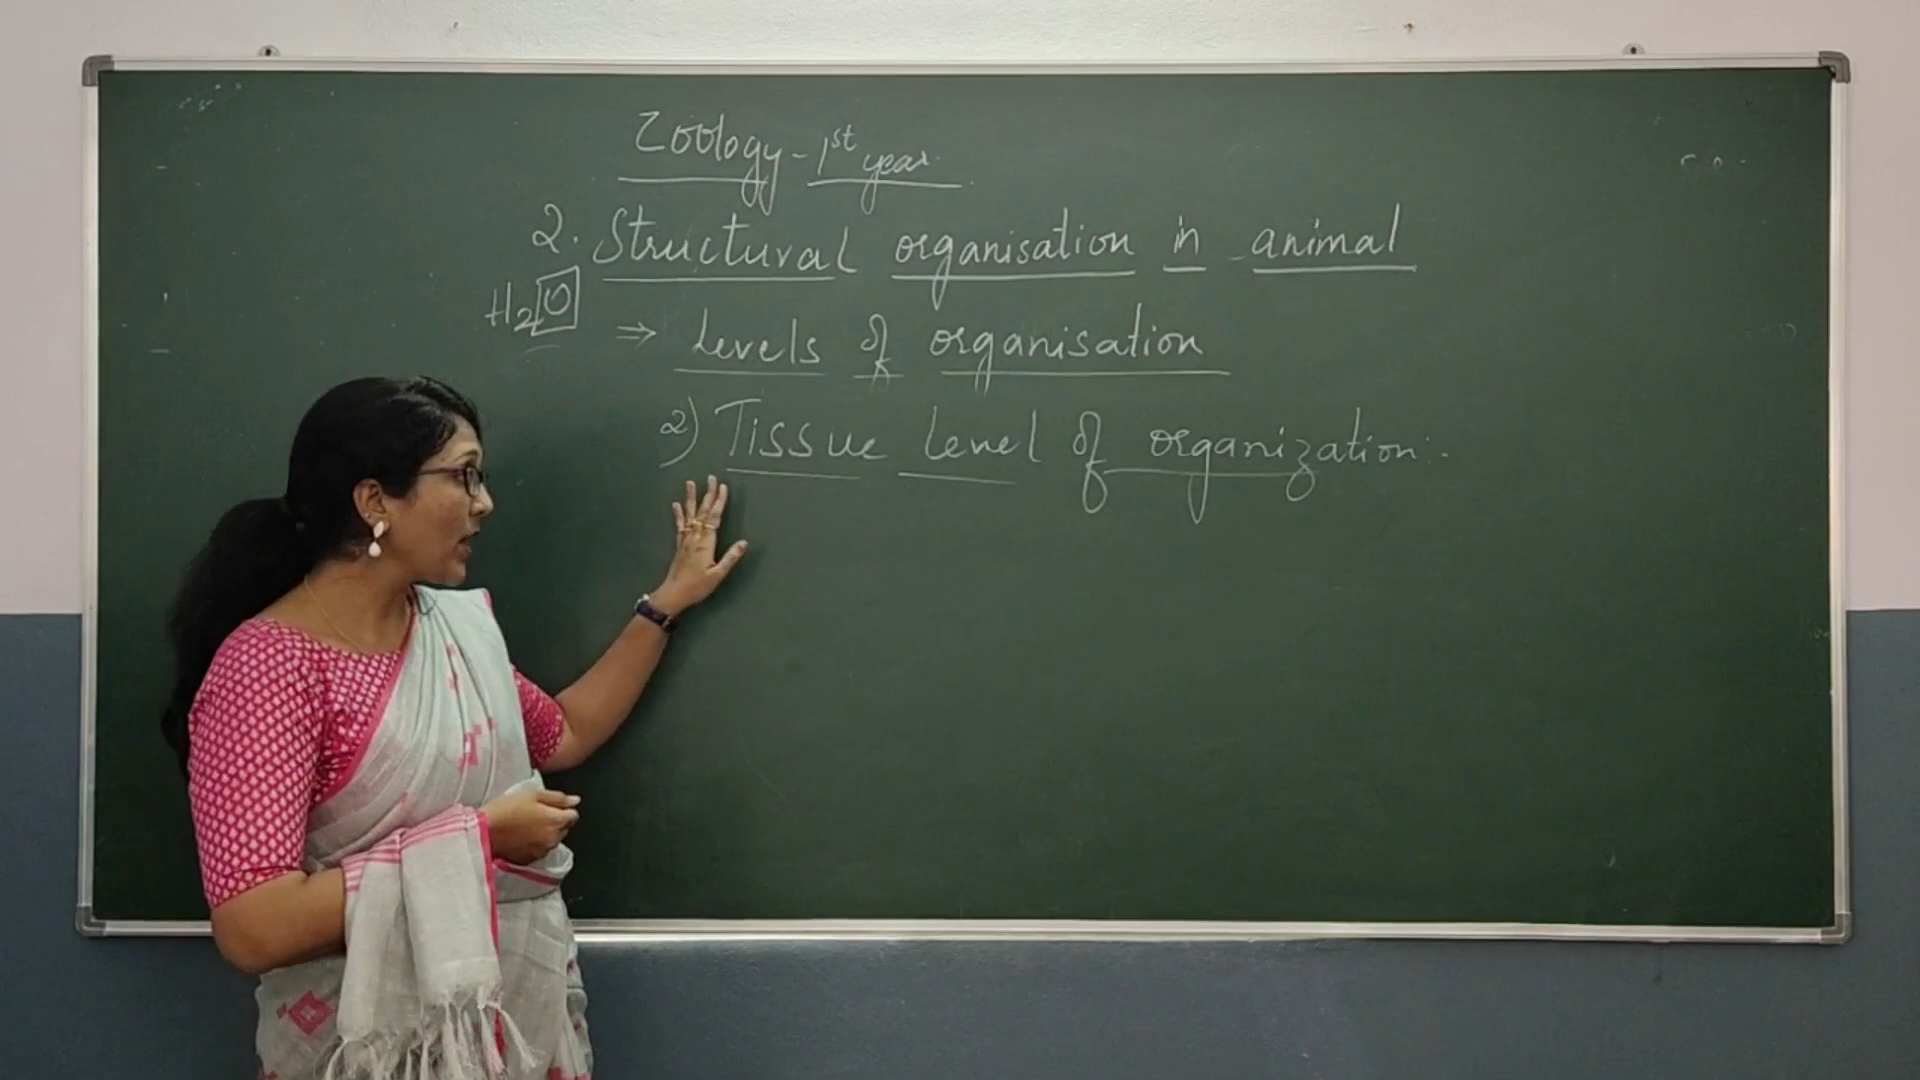 Zoology - 1st year.
2. Structural organisation in animal
H2O
⇒ Levels of organisation
2) Tissue level of organization:-